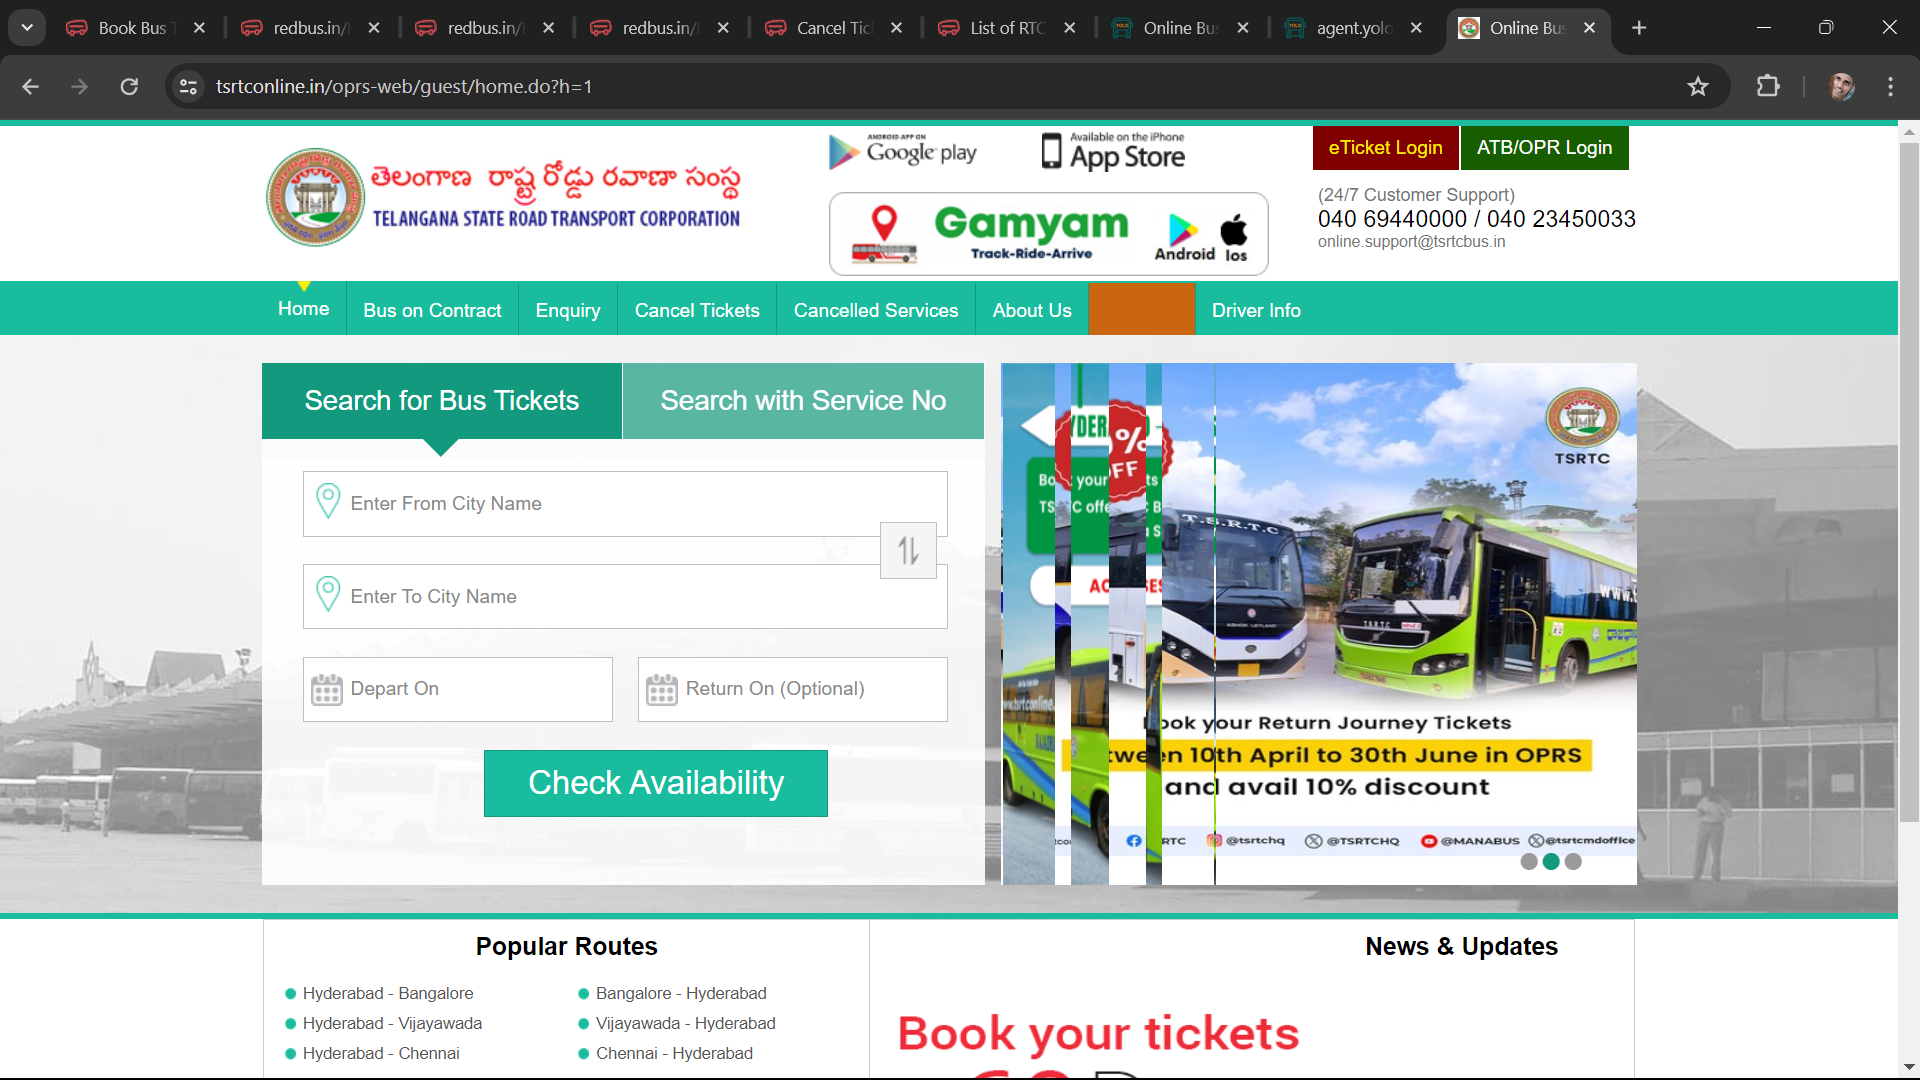 Book Bus T
redbus.in/
redbus.in/
redbus.in/
Cancel Tic
List of RTC
Online Bus
agent.yolo
Online Bus
tsrtconline.in/oprs-web/guest/home.do?h=1
తెలంగాణ రాష్ట్ర రోడ్డు రవాణా సంస్థ
TELANGANA STATE ROAD TRANSPORT CORPORATION
ANDROID APP ON
Google play
Available on the iPhone
App Store
Gamyam
Track-Ride-Arrive
Android
Ios
eTicket Login
ATB/OPR Login
(24/7 Customer Support)
040 69440000 / 040 23450033
online.support@tsrtcbus.in
Home
Bus on Contract
Enquiry
Cancel Tickets
Cancelled Services
About Us
Driver Info
Search for Bus Tickets
Search with Service No
Enter From City Name
Enter To City Name
Depart On
Return On (Optional)
Check Availability
TSRTC
T.S.R.T.C
ASHOK LEYLAND
TSRTC
ook your Return Journey Tickets
tween 10th April to 30th June in OPRS
and avail 10% discount
RTC
@tsrtchq
@TSRTCHQ
@MANABUS
@tsrtcmdoffice
Popular Routes
Hyderabad - Bangalore
Bangalore - Hyderabad
Hyderabad - Vijayawada
Vijayawada - Hyderabad
Hyderabad - Chennai
Chennai - Hyderabad
News & Updates
Book your tickets